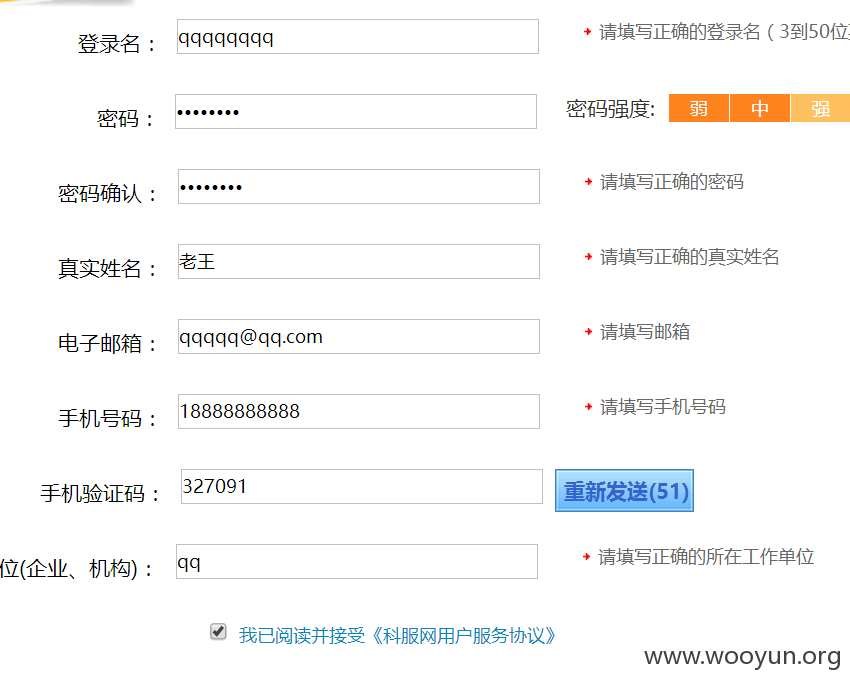 登录名： qqqqqqqq 请填写正确的登录名（3到50位
密码： •••••••• 密码强度: 弱 中 强
密码确认： •••••••• 请填写正确的密码
真实姓名： 老王 请填写正确的真实姓名
电子邮箱： qqqqq@qq.com 请填写邮箱
手机号码： 18888888888 请填写手机号码
手机验证码： 327091 重新发送(51)
位(企业、机构)： qq 请填写正确的所在工作单位
我已阅读并接受《科服网用户服务协议》
www.wooyun.org